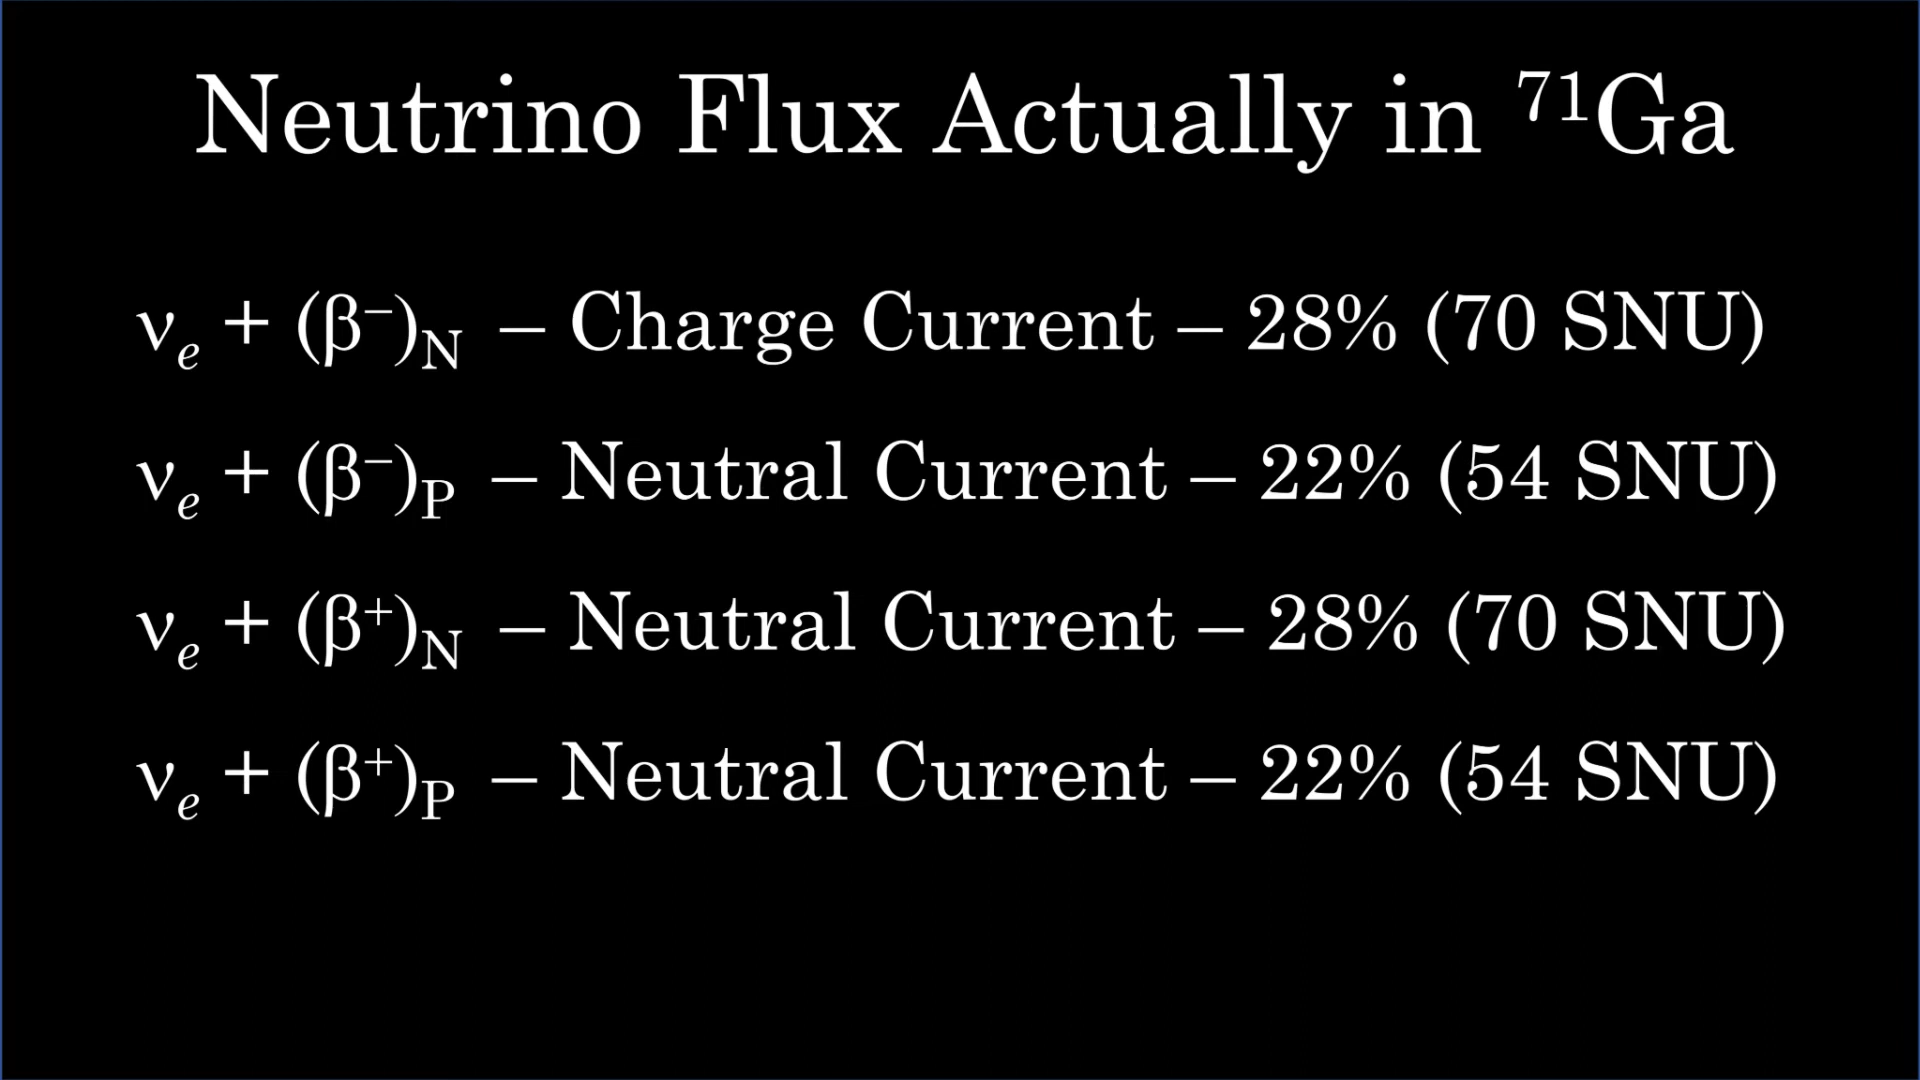 Neutrino Flux Actually in ⁷¹Ga
νₑ + (β⁻)N – Charge Current – 28% (70 SNU)
νₑ + (β⁻)P – Neutral Current – 22% (54 SNU)
νₑ + (β⁺)N – Neutral Current – 28% (70 SNU)
νₑ + (β⁺)P – Neutral Current – 22% (54 SNU)